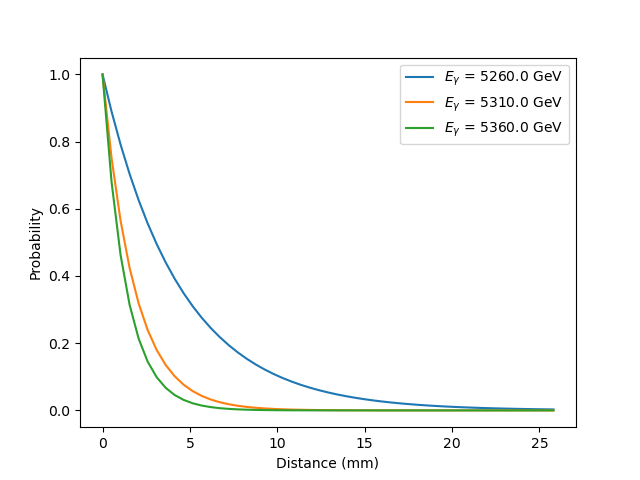 1.0
0.8
0.6
0.4
0.2
0.0
Probability
0
5
10
15
20
25
Distance (mm)
Eγ = 5260.0 GeV
Eγ = 5310.0 GeV
Eγ = 5360.0 GeV